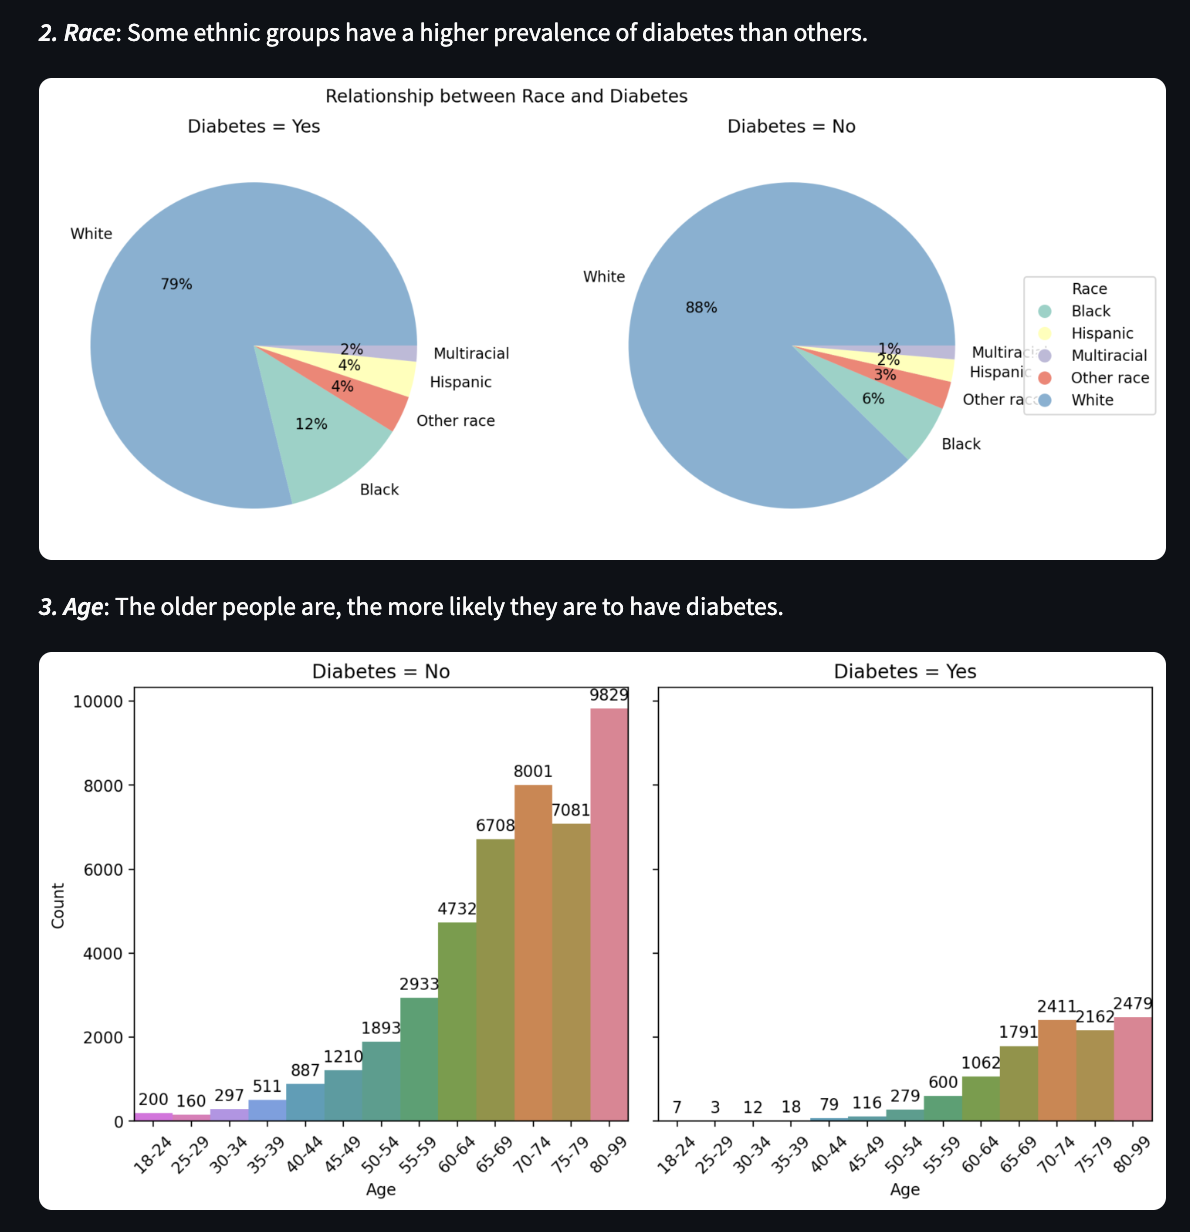 2. Race: Some ethnic groups have a higher prevalence of diabetes than others.
Relationship between Race and Diabetes
Diabetes = Yes
White
79%
2%
4%
4%
12%
Multiracial
Hispanic
Other race
Black
Diabetes = No
White
88%
1%
2%
3%
6%
Multiracial
Hispanic
Other race
Black
Race
Black
Hispanic
Multiracial
Other race
White
3. Age: The older people are, the more likely they are to have diabetes.
Diabetes = No
Count
10000
8000
6000
4000
2000
0
200
160
297
511
887
1210
1893
2933
4732
6708
8001
7081
9829
18-24
25-29
30-34
35-39
40-44
45-49
50-54
55-59
60-64
65-69
70-74
75-79
80-99
Age
Diabetes = Yes
7
3
12
18
79
116
279
600
1062
1791
2411
2162
2479
18-24
25-29
30-34
35-39
40-44
45-49
50-54
55-59
60-64
65-69
70-74
75-79
80-99
Age